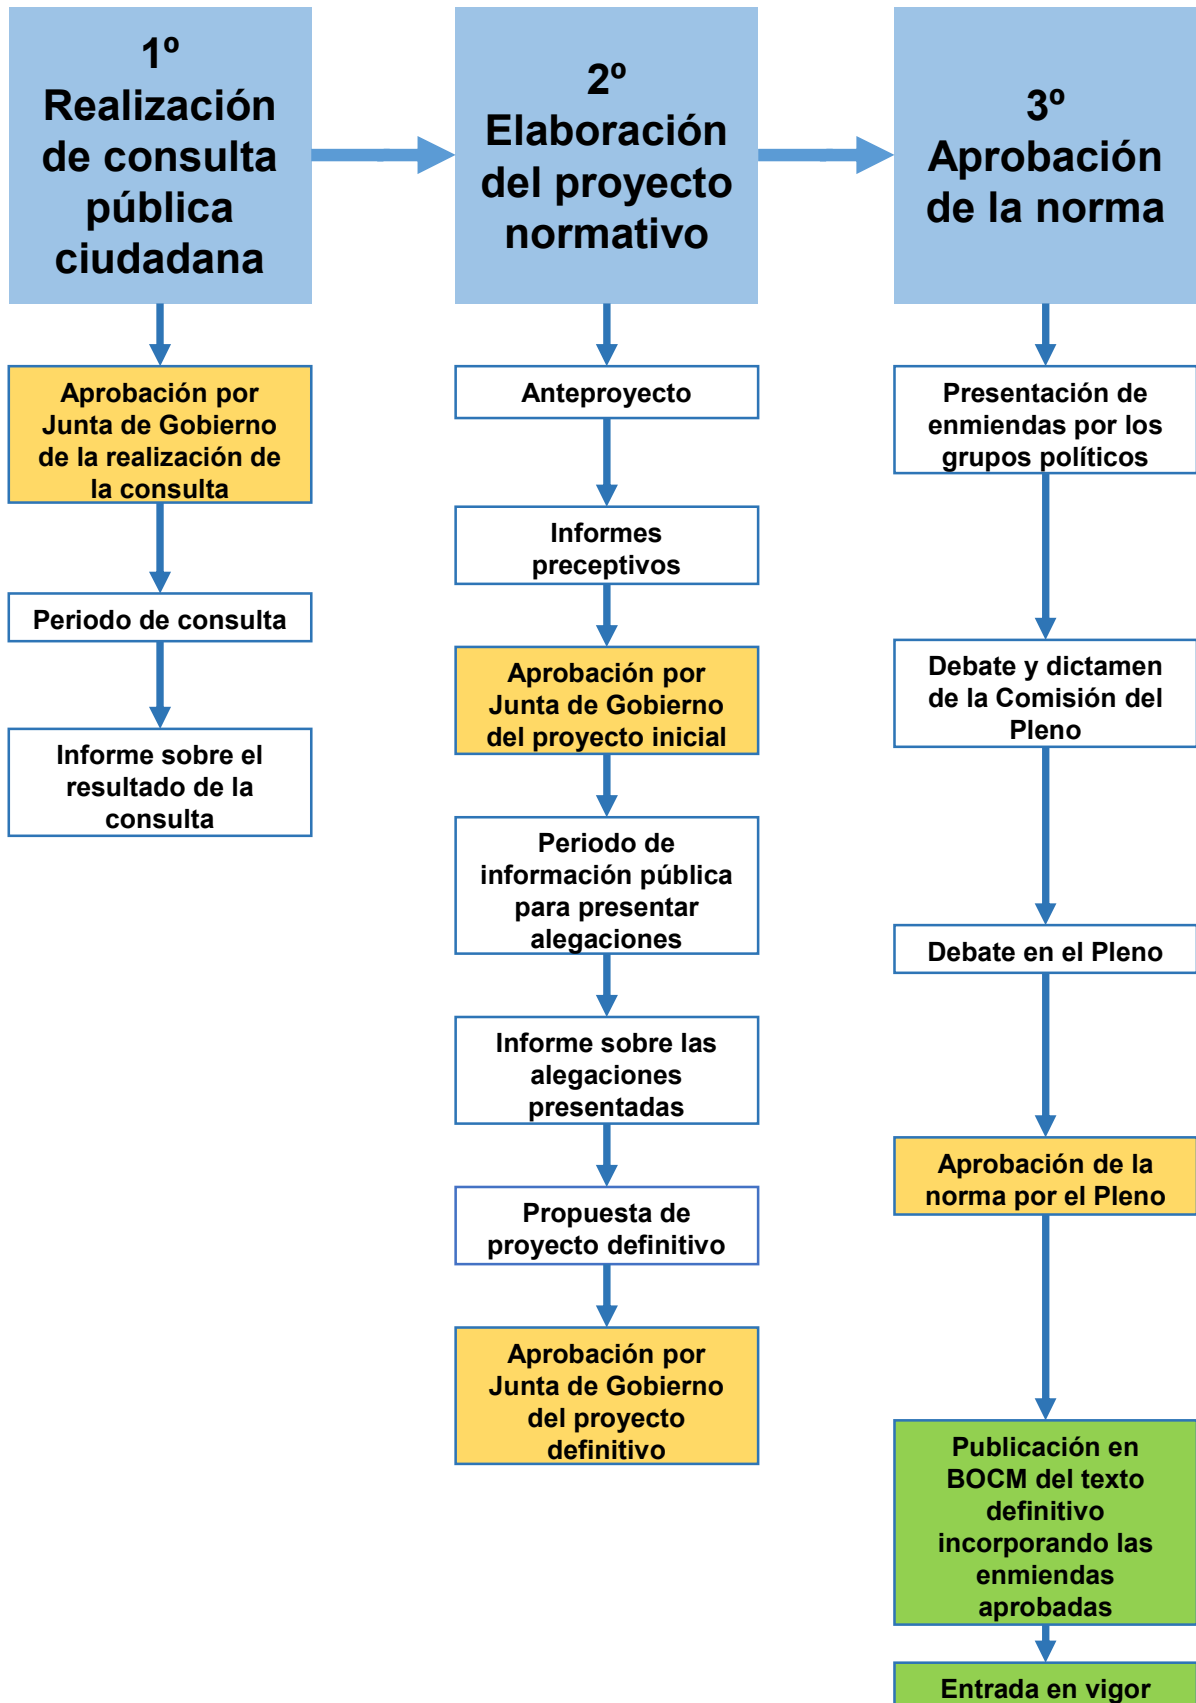 1º
Realización
de consulta
pública
ciudadana
Aprobación por
Junta de Gobierno
de la realización de
la consulta
Periodo de consulta
Informe sobre el
resultado de la
consulta
2º
Elaboración
del proyecto
normativo
Anteproyecto
Informes
preceptivos
Aprobación por
Junta de Gobierno
del proyecto inicial
Periodo de
información pública
para presentar
alegaciones
Informe sobre las
alegaciones
presentadas
Propuesta de
proyecto definitivo
Aprobación por
Junta de Gobierno
del proyecto
definitivo
3º
Aprobación
de la norma
Presentación de
enmiendas por los
grupos políticos
Debate y dictamen
de la Comisión del
Pleno
Debate en el Pleno
Aprobación de la
norma por el Pleno
Publicación en
BOCM del texto
definitivo
incorporando las
enmiendas
aprobadas
Entrada en vigor